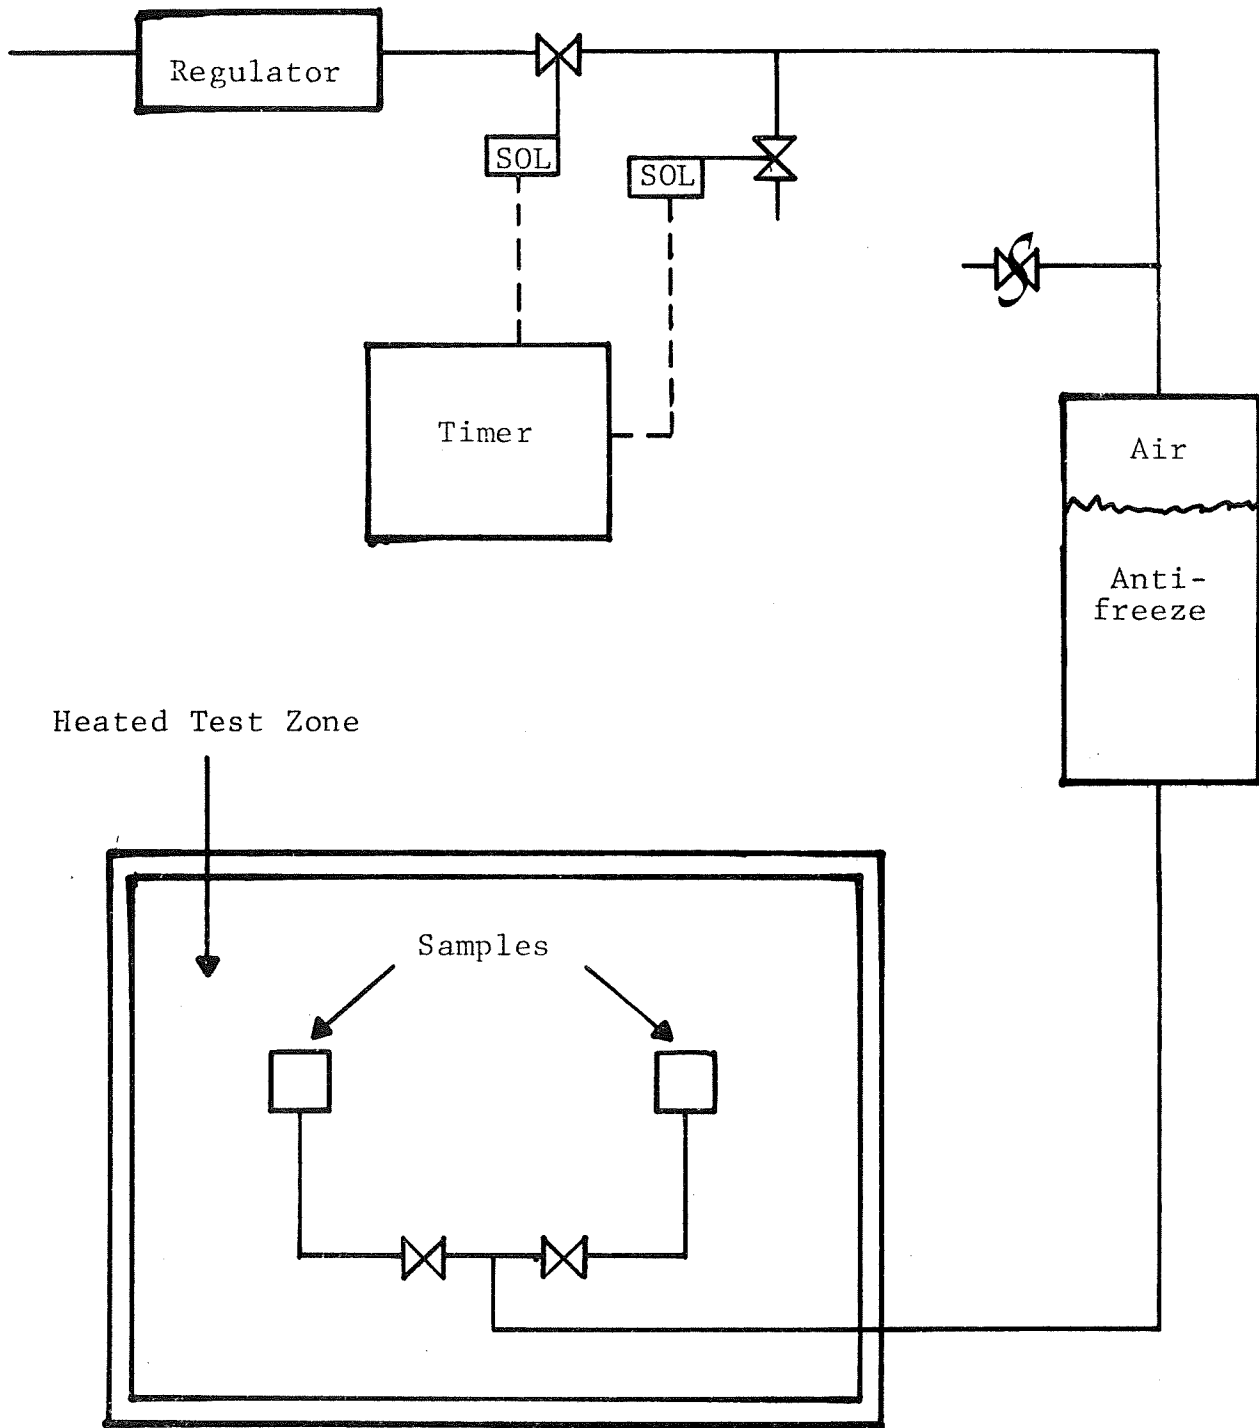 Regulator
SOL
SOL
Timer
Air
Anti-
freeze
Heated Test Zone
Samples